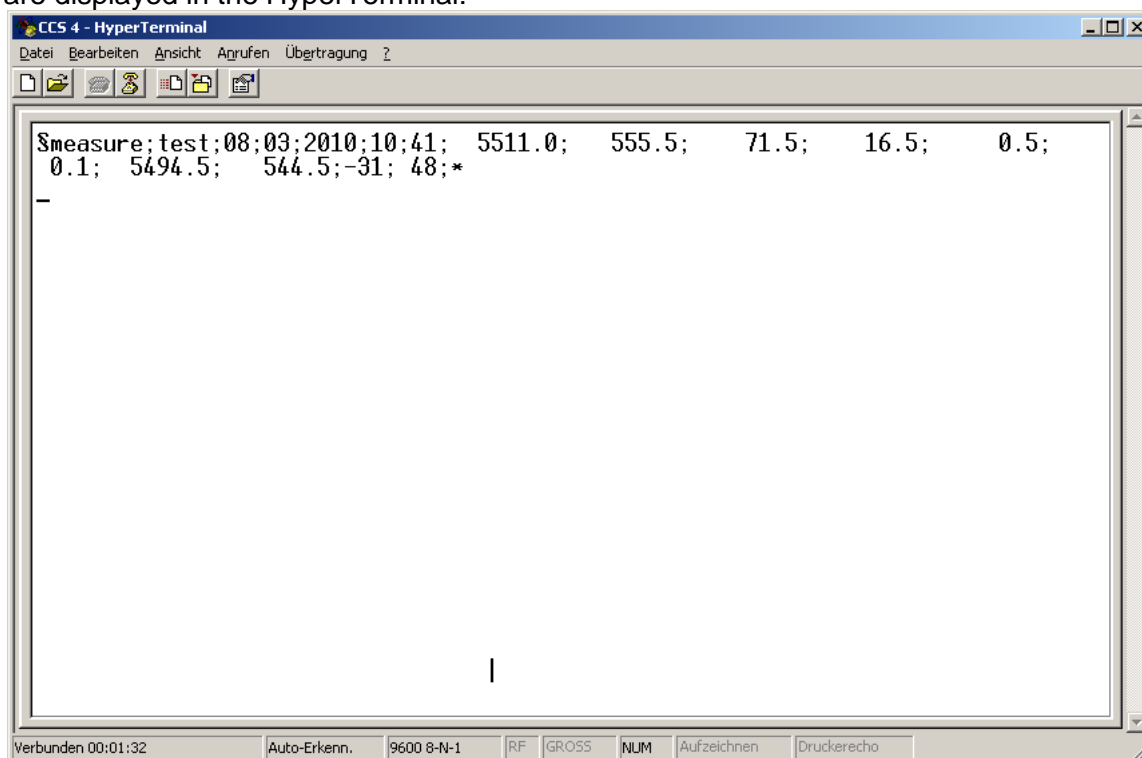 are displayed in the HyperTerminal.
CCS 4 - HyperTerminal
Datei Bearbeiten Ansicht Anrufen Übertragung ?
§measure;test;08;03;2010;10;41; 5511.0; 555.5; 71.5; 16.5; 0.5;
0.1; 5494.5; 544.5;-31; 48;*
Verbunden 00:01:32 Auto-Erkenn. 9600 8-N-1 RF GROSS NUM Aufzeichnen Druckerecho